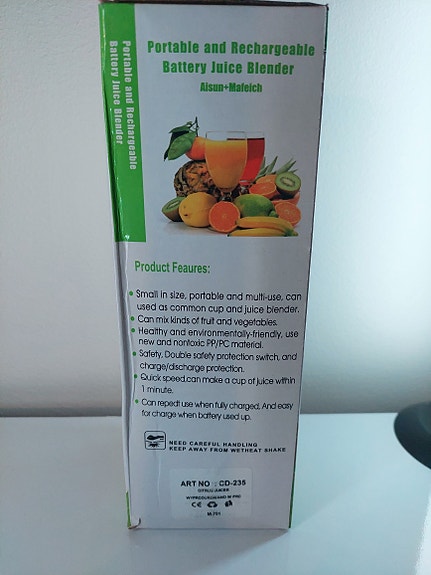 Portable and Rechargeable
Battery Juice Blender
Portable and Rechargeable
Battery Juice Blender
Aisun+Mafeich
Product Feaures:
Small in size, portable and multi-use, can
used as common cup and juice blender.
Can mix kinds of fruit and vegetables.
Healthy and environmentally-friendly, use
new and nontoxic PP/PC material.
Safety, Double safety protection switch, and
charge/discharge protection.
Quick speed,can make a cup of juice within
1 minute.
Can repedt use when fully charged, And easy
for charge when battery used up.
NEED CAREFUL HANDLING
KEEP AWAY FROM WETHEAT SHAKE
ART NO : CD-235
CITRUS JUICER
CE